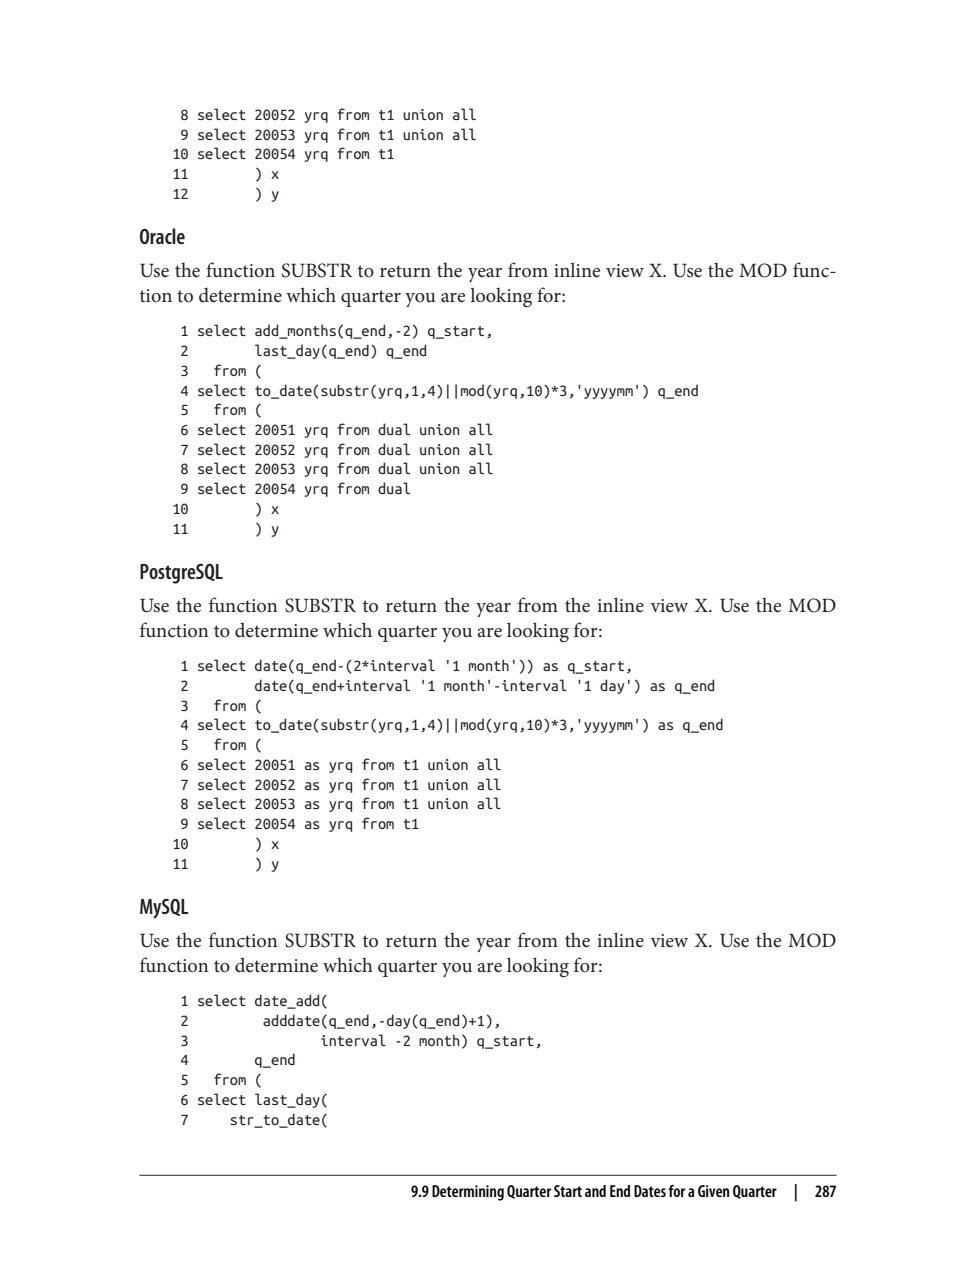 8 select 20052 yrq from t1 union all
9 select 20053 yrq from t1 union all
10 select 20054 yrq from t1
11        ) x
12        ) y
Oracle
Use the function SUBSTR to return the year from inline view X. Use the MOD func-
tion to determine which quarter you are looking for:
1 select add_months(q_end,-2) q_start,
2        last_day(q_end) q_end
3   from (
4 select to_date(substr(yrq,1,4)||mod(yrq,10)*3,'yyyymm') q_end
5   from (
6 select 20051 yrq from dual union all
7 select 20052 yrq from dual union all
8 select 20053 yrq from dual union all
9 select 20054 yrq from dual
10        ) x
11        ) y
PostgreSQL
Use the function SUBSTR to return the year from the inline view X. Use the MOD
function to determine which quarter you are looking for:
1 select date(q_end-(2*interval '1 month')) as q_start,
2        date(q_end+interval '1 month'-interval '1 day') as q_end
3   from (
4 select to_date(substr(yrq,1,4)||mod(yrq,10)*3,'yyyymm') as q_end
5   from (
6 select 20051 as yrq from t1 union all
7 select 20052 as yrq from t1 union all
8 select 20053 as yrq from t1 union all
9 select 20054 as yrq from t1
10        ) x
11        ) y
MySQL
Use the function SUBSTR to return the year from the inline view X. Use the MOD
function to determine which quarter you are looking for:
1 select date_add(
2         adddate(q_end,-day(q_end)+1),
3                interval -2 month) q_start,
4        q_end
5   from (
6 select last_day(
7     str_to_date(
9.9 Determining Quarter Start and End Dates for a Given Quarter | 287